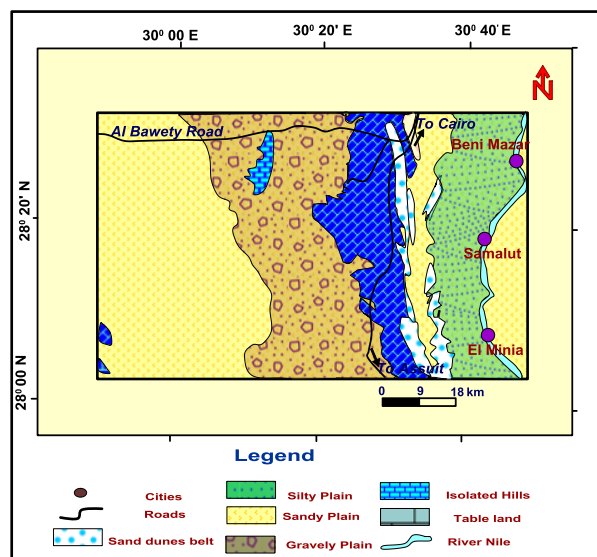 30⁰ 00'
30⁰ 20'
30⁰ 40'
N
To Cairo
Al Bawety Road
Beni Mazar
28⁰ 20' N
Samalut
El Minia
To Assuit
28⁰ 00' N
0 9 18 km
Legend
Cities
Silty Plain
Isolated Hills
Roads
Sandy Plain
Table land
Sand dunes belt
Gravely Plain
River Nile